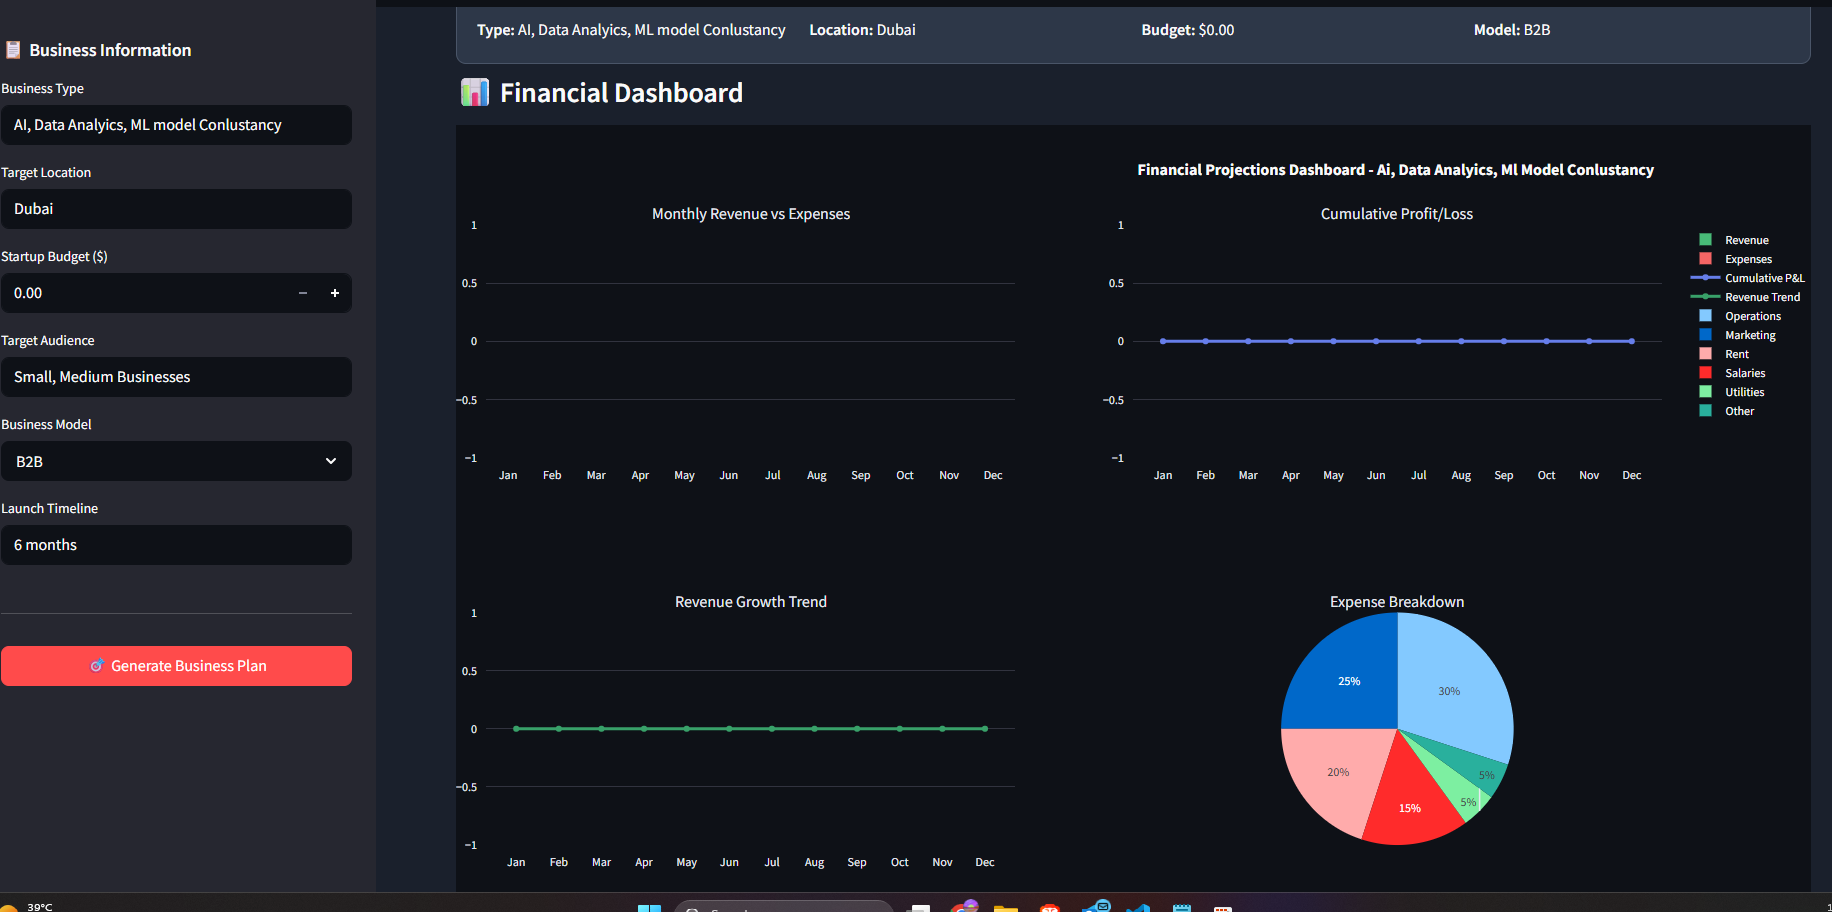 Business Information
Business Type
AI, Data Analyics, ML model Conlustancy
Target Location
Dubai
Startup Budget ($)
0.00
Target Audience
Small, Medium Businesses
Business Model
B2B
Launch Timeline
6 months
Generate Business Plan
Type: AI, Data Analyics, ML model Conlustancy Location: Dubai Budget: $0.00 Model: B2B
Financial Dashboard
Financial Projections Dashboard - Ai, Data Analyics, Ml Model Conlustancy
Monthly Revenue vs Expenses
1
0.5
0
−0.5
−1
Jan Feb Mar Apr May Jun Jul Aug Sep Oct Nov Dec
Cumulative Profit/Loss
1
0.5
0
−0.5
−1
Jan Feb Mar Apr May Jun Jul Aug Sep Oct Nov Dec
Revenue
Expenses
Cumulative P&L
Revenue Trend
Operations
Marketing
Rent
Salaries
Utilities
Other
Revenue Growth Trend
1
0.5
0
−0.5
−1
Jan Feb Mar Apr May Jun Jul Aug Sep Oct Nov Dec
Expense Breakdown
25%
30%
20%
5%
5%
15%
39°C